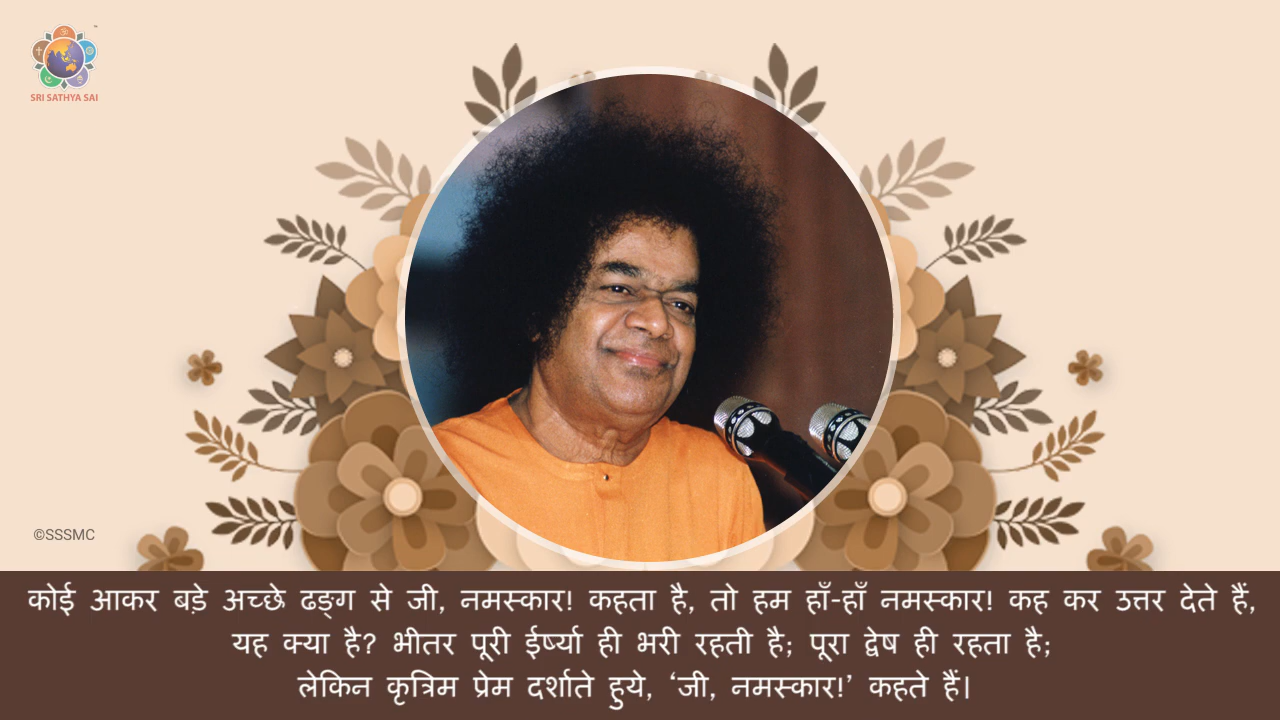 SRI SATHYA SAI
©SSSMC
कोई आकर बड़े अच्छे ढङ्ग से जी, नमस्कार! कहता है, तो हम हाँ-हाँ नमस्कार! कह कर उत्तर देते हैं,
यह क्या है? भीतर पूरी ईर्ष्या ही भरी रहती है; पूरा द्वेष ही रहता है;
लेकिन कृत्रिम प्रेम दर्शाते हुये, ‘जी, नमस्कार!’ कहते हैं।